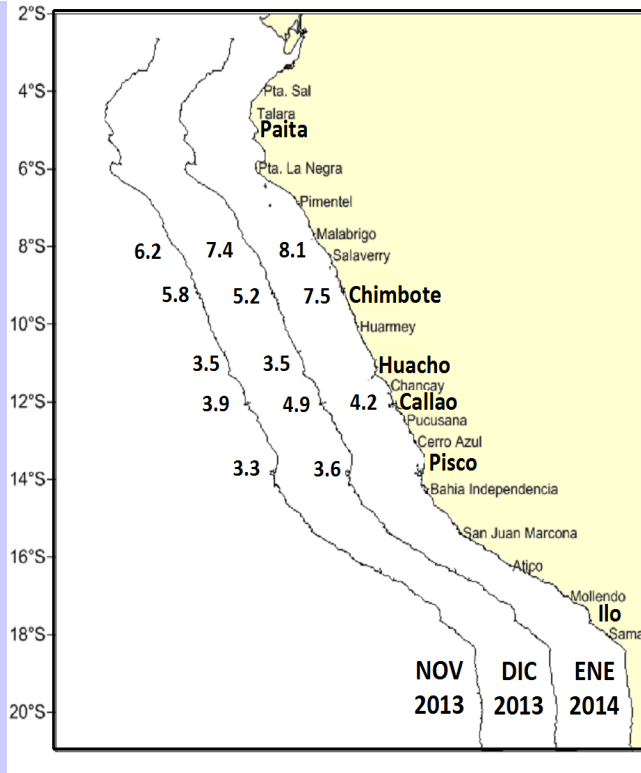 2°S
4°S
Pta. Sal
Talara
Paita
6°S
Pta. La Negra
Pimentel
Malabrigo
8°S
6.2 7.4 8.1
Salaverry
5.8 5.2 7.5 Chimbote
10°S
Huarmey
3.5 3.5 Huacho
Chancay
12°S
3.9 4.9 4.2 Callao
Pucusana
Cerro Azul
3.3 3.6 Pisco
14°S
Bahia Independencia
San Juan Marcona
16°S
Atico
Mollendo
Ilo
18°S
Sama
NOV DIC ENE
2013 2013 2014
20°S